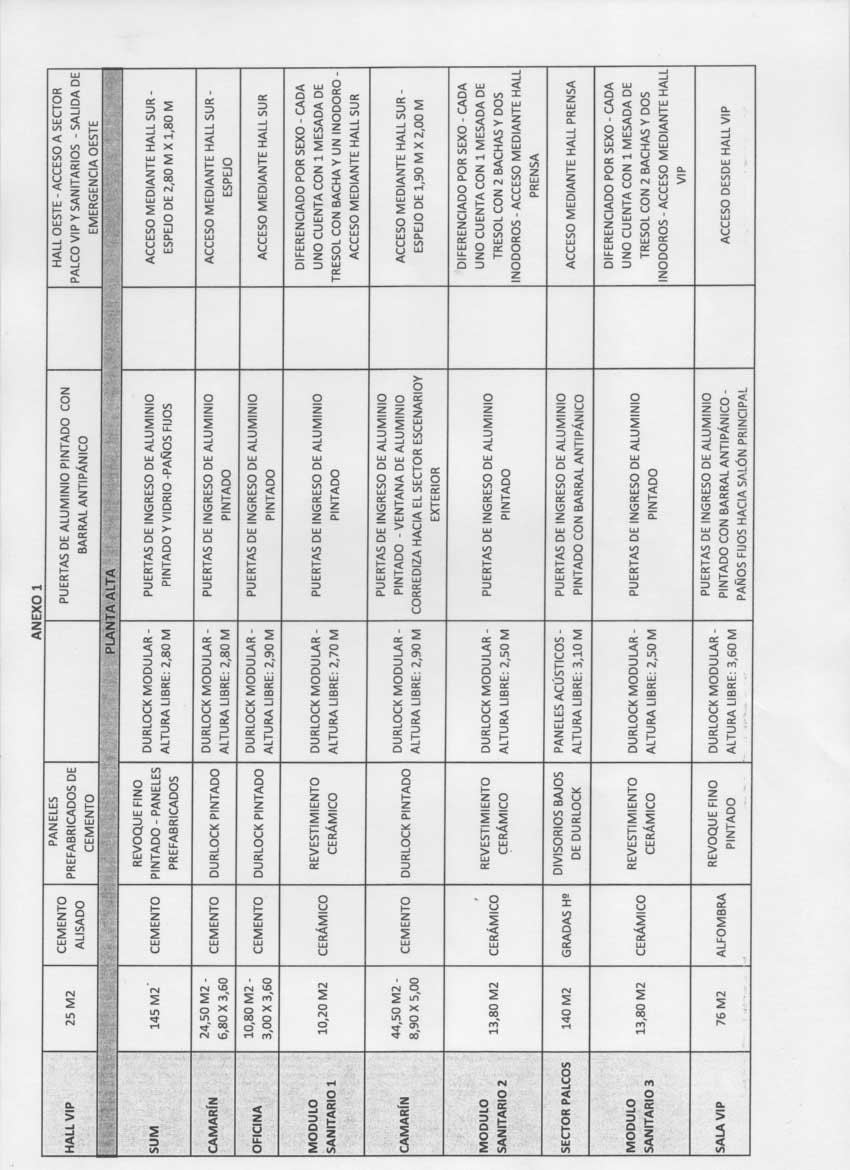 ANEXO 1
HALL VIP
25 M2
CEMENTO
ALISADO
PANELES
PREFABRICADOS DE
CEMENTO
PUERTAS DE ALUMINIO PINTADO CON
BARRAL ANTIPÁNICO
HALL OESTE - ACCESO A SECTOR
PALCO VIP Y SANITARIOS - SALIDA DE
EMERGENCIA OESTE
PLANTA ALTA
SUM
145 M2
CEMENTO
REVOQUE FINO
PINTADO - PANELES
PREFABRICADOS
DURLOCK MODULAR -
ALTURA LIBRE: 2,80 M
PUERTAS DE INGRESO DE ALUMINIO
PINTADO Y VIDRIO -PAÑOS FIJOS
ACCESO MEDIANTE HALL SUR -
ESPEJO DE 2,80 M X 1,80 M
CAMARÍN
24,50 M2 -
6,80 X 3,60
CEMENTO
DURLOCK PINTADO
DURLOCK MODULAR -
ALTURA LIBRE: 2,80 M
PUERTAS DE INGRESO DE ALUMINIO
PINTADO
ACCESO MEDIANTE HALL SUR -
ESPEJO
OFICINA
10,80 M2 -
3,00 X 3,60
CEMENTO
DURLOCK PINTADO
DURLOCK MODULAR -
ALTURA LIBRE: 2,90 M
PUERTAS DE INGRESO DE ALUMINIO
PINTADO
ACCESO MEDIANTE HALL SUR
MODULO
SANITARIO 1
10,20 M2
CERÁMICO
REVESTIMIENTO
CERÁMICO
DURLOCK MODULAR -
ALTURA LIBRE: 2,70 M
PUERTAS DE INGRESO DE ALUMINIO
PINTADO
DIFERENCIADO POR SEXO - CADA
UNO CUENTA CON 1 MESADA DE
TRESOL CON BACHA Y UN INODORO -
ACCESO MEDIANTE HALL SUR
CAMARÍN
44,50 M2 -
8,90 X 5,00
CEMENTO
DURLOCK PINTADO
DURLOCK MODULAR -
ALTURA LIBRE: 2,90 M
PUERTAS DE INGRESO DE ALUMINIO
PINTADO - VENTANA DE ALUMINIO
CORREDIZA HACIA EL SECTOR ESCENARIOY
EXTERIOR
ACCESO MEDIANTE HALL SUR -
ESPEJO DE 1,90 M X 2,00 M
MODULO
SANITARIO 2
13,80 M2
CERÁMICO
REVESTIMIENTO
CERÁMICO
DURLOCK MODULAR -
ALTURA LIBRE: 2,50 M
PUERTAS DE INGRESO DE ALUMINIO
PINTADO
DIFERENCIADO POR SEXO - CADA
UNO CUENTA CON 1 MESADA DE
TRESOL CON 2 BACHAS Y DOS
INODOROS - ACCESO MEDIANTE HALL
PRENSA
SECTOR PALCOS
140 M2
GRADAS Hº
DIVISORIOS BAJOS
DE DURLOCK
PANELES ACÚSTICOS -
ALTURA LIBRE: 3,10 M
PUERTAS DE INGRESO DE ALUMINIO
PINTADO CON BARRAL ANTIPÁNICO
ACCESO MEDIANTE HALL PRENSA
MODULO
SANITARIO 3
13,80 M2
CERÁMICO
REVESTIMIENTO
CERÁMICO
DURLOCK MODULAR -
ALTURA LIBRE: 2,50 M
PUERTAS DE INGRESO DE ALUMINIO
PINTADO
DIFERENCIADO POR SEXO - CADA
UNO CUENTA CON 1 MESADA DE
TRESOL CON 2 BACHAS Y DOS
INODOROS - ACCESO MEDIANTE HALL
VIP
SALA VIP
76 M2
ALFOMBRA
REVOQUE FINO
PINTADO
DURLOCK MODULAR -
ALTURA LIBRE: 3,60 M
PUERTAS DE INGRESO DE ALUMINIO
PINTADO CON BARRAL ANTIPÁNICO -
PAÑOS FIJOS HACIA SALÓN PRINCIPAL
ACCESO DESDE HALL VIP